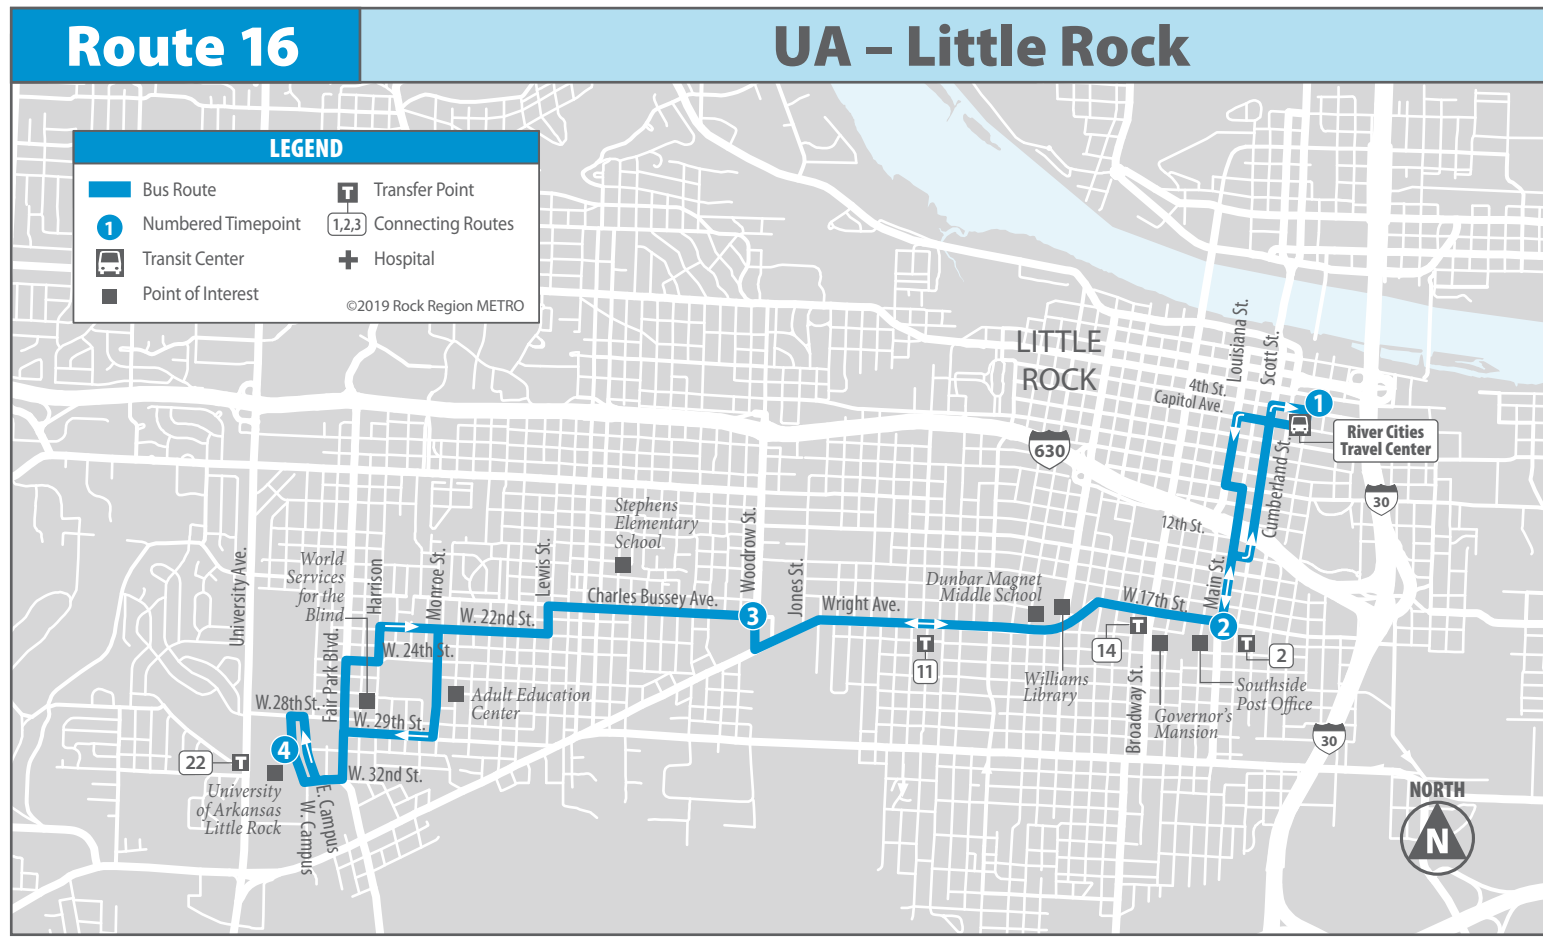 Route 16
UA – Little Rock
LEGEND
Bus Route
1
Numbered Timepoint
Transit Center
Point of Interest
T
Transfer Point
1,2,3
Connecting Routes
Hospital
©2019 Rock Region METRO
LITTLE
ROCK
Louisiana St.
Scott St.
4th St.
Capitol Ave.
1
River Cities
Travel Center
630
30
Cumberland St.
12th St.
Main St.
Stephens
Elementary
School
Woodrow St.
Jones St.
Lewis St.
Charles Bussey Ave.
3
Wright Ave.
Dunbar Magnet
Middle School
W. 17th St.
2
World
Services
for the
Blind
University Ave.
Harrison
Monroe St.
W. 22nd St.
W. 24th St.
Fair Park Blvd.
T
11
T
14
T
2
Williams
Library
Broadway St.
Governor's
Mansion
Southside
Post Office
Adult Education
Center
W. 28th St.
W. 29th St.
4
22
T
W. 32nd St.
University
of Arkansas
Little Rock
E. Campus
W. Campus
30
NORTH
N